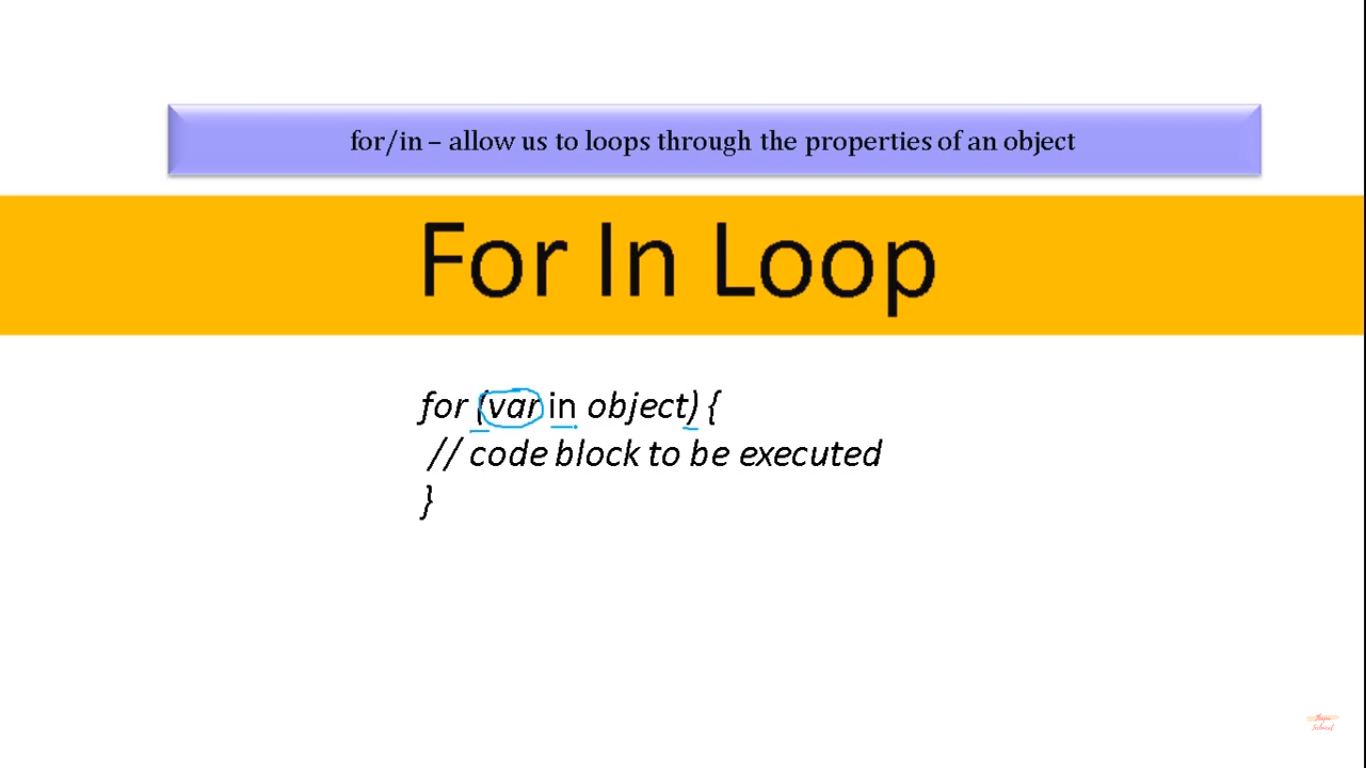 for/in – allow us to loops through the properties of an object
For In Loop
for (var in object) {
// code block to be executed
}
Technical